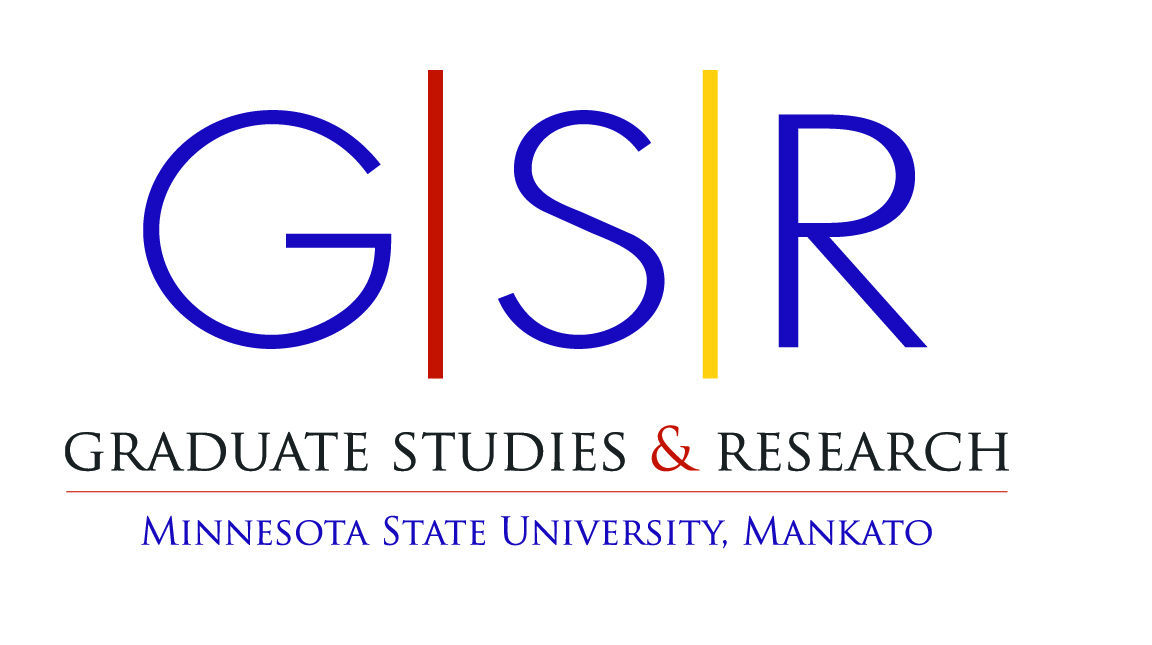 G|S|R
GRADUATE STUDIES & RESEARCH
MINNESOTA STATE UNIVERSITY, MANKATO